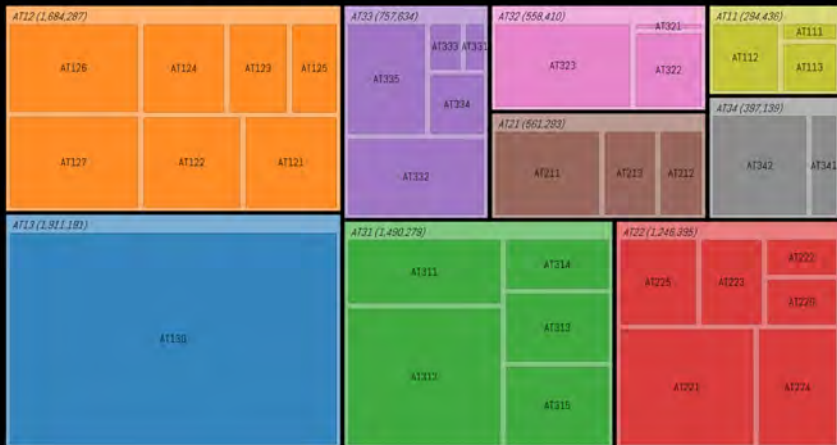 AT12 (1,684,287)
AT126
AT124
AT123
AT125
AT127
AT122
AT121
AT13 (1,911,191)
AT130
AT33 (757,634)
AT335
AT333
AT331
AT334
AT332
AT32 (558,410)
AT323
AT321
AT322
AT21 (561,293)
AT211
AT213
AT212
AT11 (294,436)
AT112
AT111
AT113
AT34 (397,139)
AT342
AT341
AT31 (1,490,279)
AT311
AT312
AT314
AT313
AT315
AT22 (1,246,395)
AT225
AT223
AT222
AT226
AT221
AT224